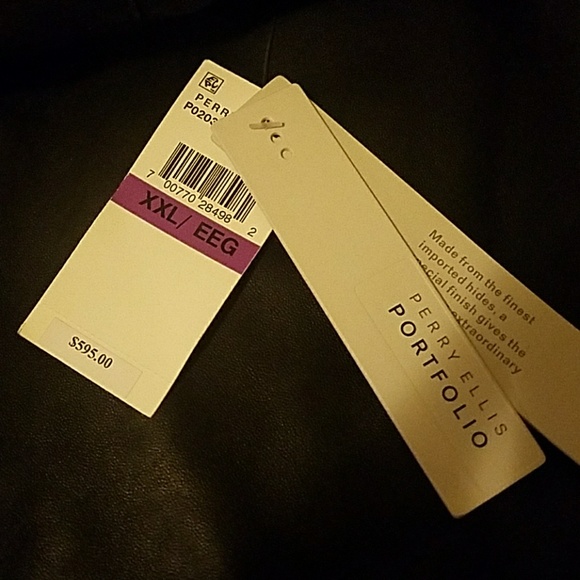 PERR
P0203
7 00770 28498 2
XXL/ EEG
$595.00
PERRY ELLIS
PORTFOLIO
Made from the finest
imported hides, a
ecial finish gives the
extraordinary